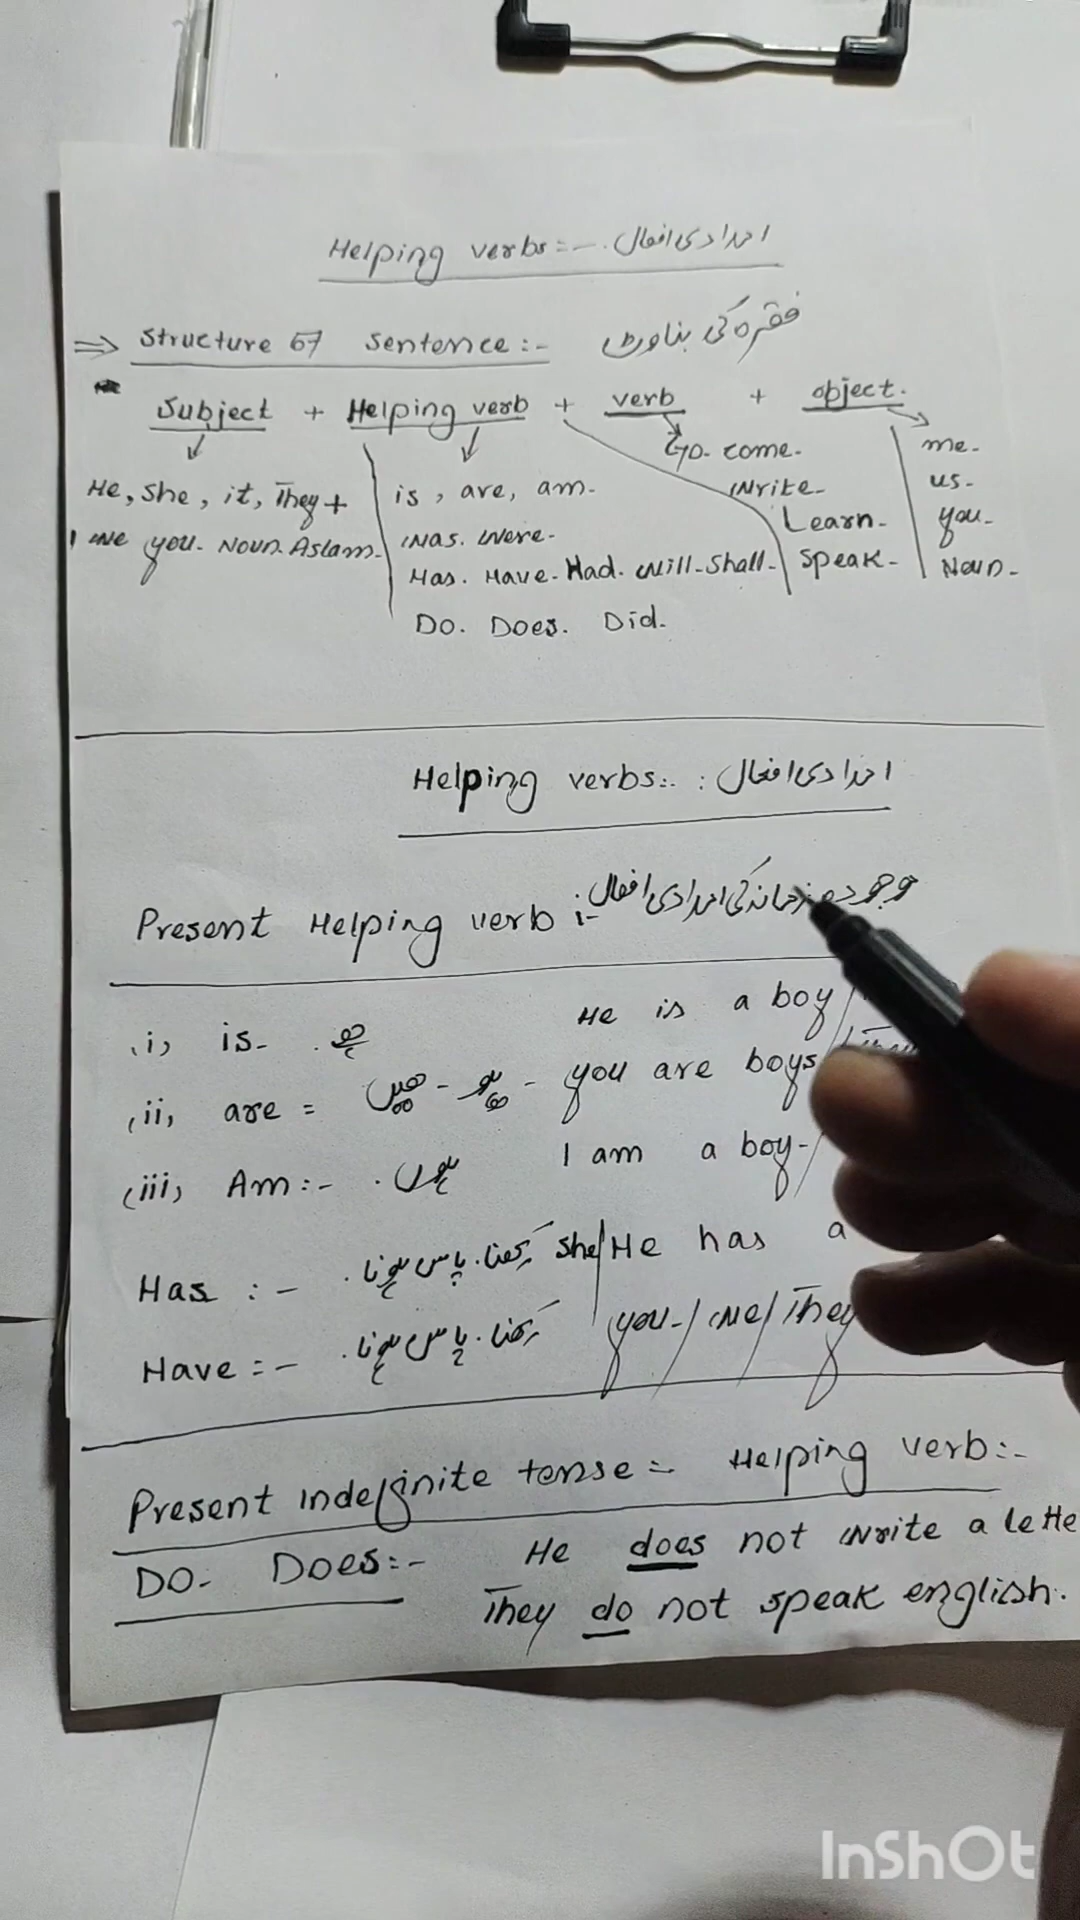 Helping verbs:-. امدادی افعال
⇒ Structure of Sentence:- فقرہ کی بناوٹ
Subject + Helping verb + verb + object.
He, she, it, They + is, are, am. Go. come. me.
I we you. Noun. Aslam. Was. Were. Write. us.
Has. Have. Had. Will. Shall. Learn. you.
Do. Does. Did. Speak. Noun.
Helping verbs:-: امدادی افعال
Present Helping verb :- موجودہ زمانہ کی امدادی افعال
(i) is- ہے. He is a boy/
(ii) are = ہیں - ہو - you are boys/
(iii) Am:- ہوں. I am a boy-/
Has :- رکھنا. پاس ہونا. She/He has a
Have :- رکھنا. پاس ہونا. you-/ We/ They
Present indefinite tense:- Helping verb:-
DO. Does:- He does not write a lette
They do not speak english.
InShOt